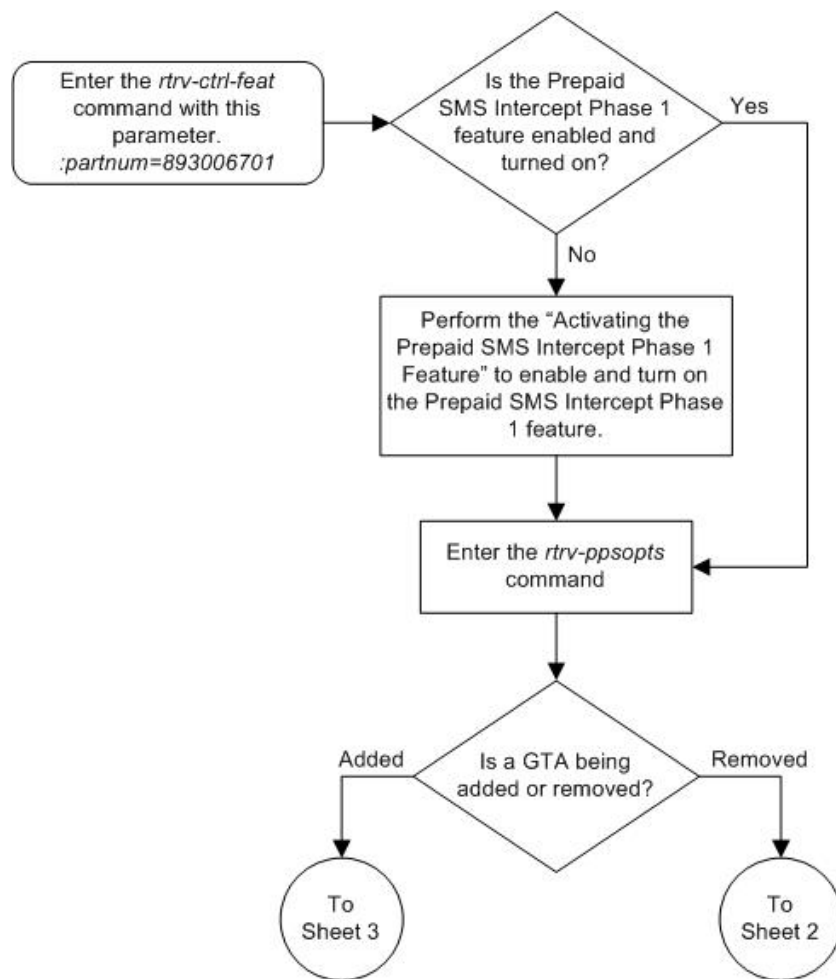 Enter the rtrv-ctrl-feat
command with this
parameter.
:partnum=893006701
Is the Prepaid
SMS Intercept Phase 1
feature enabled and
turned on?
Yes
No
Perform the “Activating the
Prepaid SMS Intercept Phase 1
Feature” to enable and turn on
the Prepaid SMS Intercept Phase
1 feature.
Enter the rtrv-ppsopts
command
Is a GTA being
added or removed?
Added
Removed
To
Sheet 3
To
Sheet 2